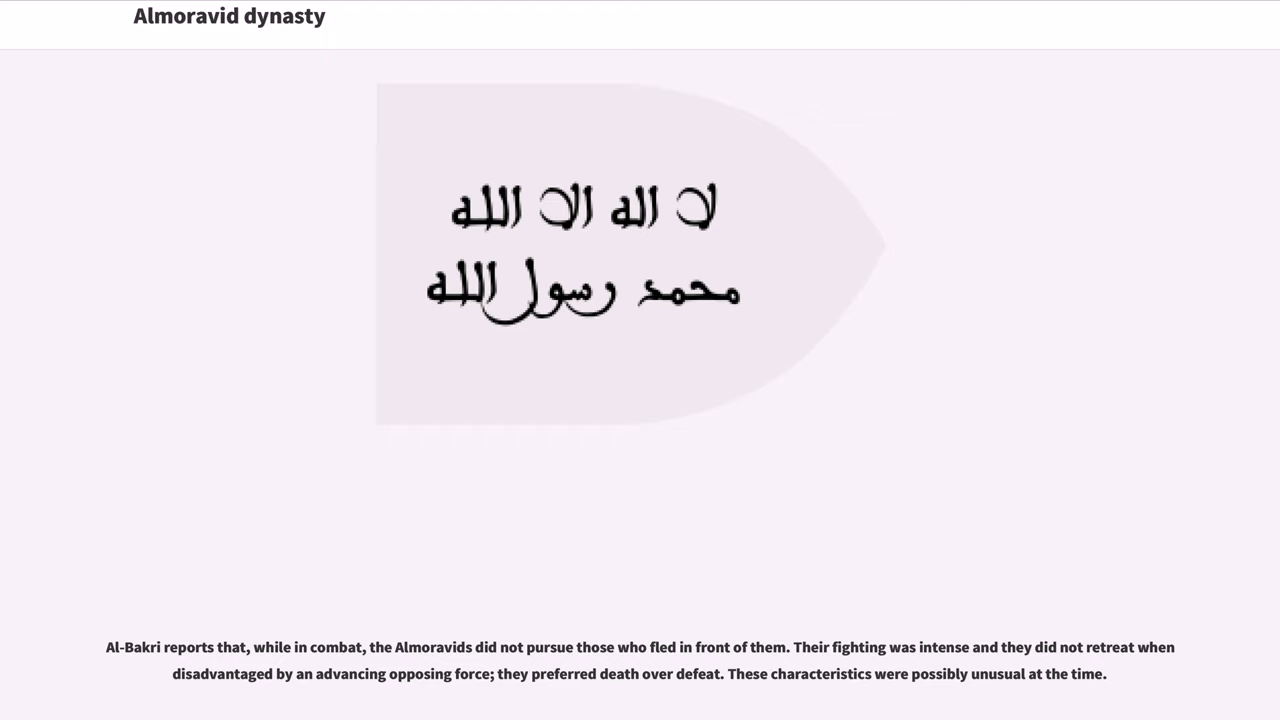 Almoravid dynasty
لا اله الا الله
محمد رسول الله
Al-Bakri reports that, while in combat, the Almoravids did not pursue those who fled in front of them. Their fighting was intense and they did not retreat when
disadvantaged by an advancing opposing force; they preferred death over defeat. These characteristics were possibly unusual at the time.